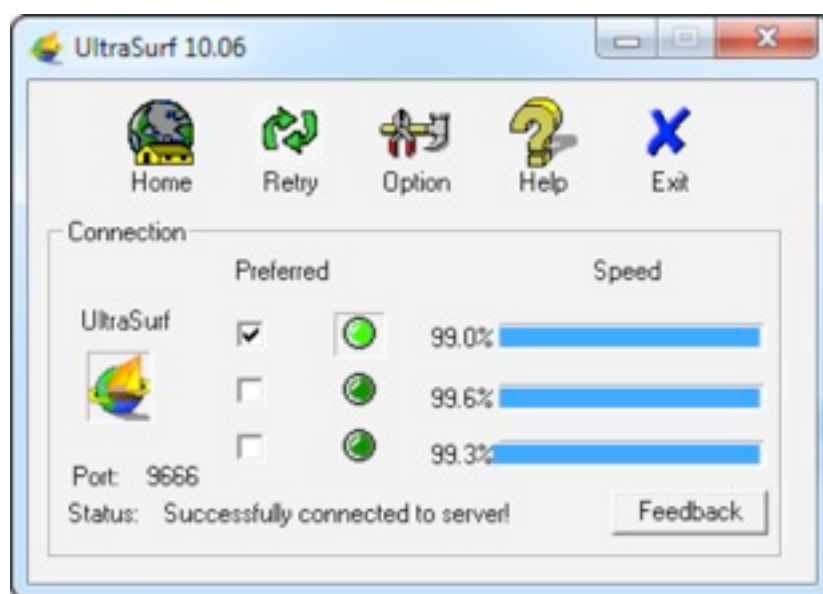 UltraSurf 10.06
Home Retry Option Help Exit
Connection
Preferred Speed
UltraSurf
99.0%
99.6%
99.3%
Port: 9666
Status: Successfully connected to server!
Feedback